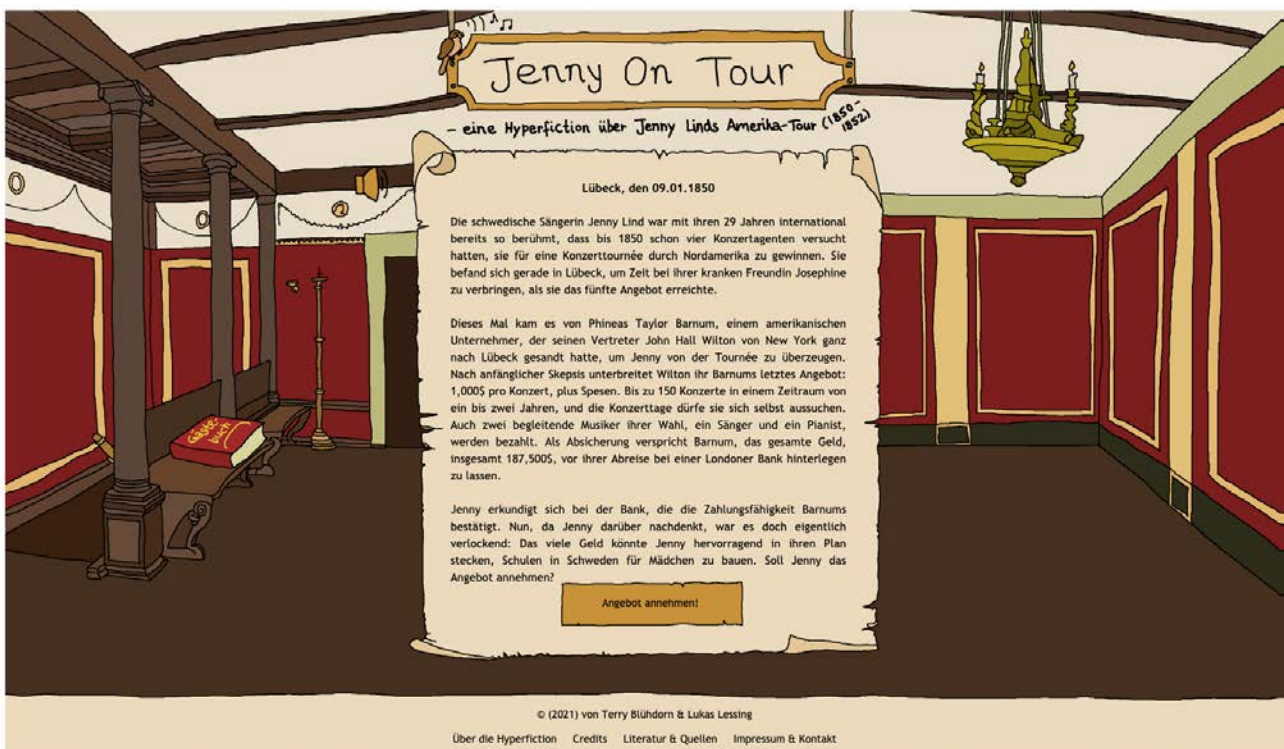 Jenny On Tour
- eine Hyperfiction über Jenny Linds Amerika-Tour (1850-
1852)
Lübeck, den 09.01.1850
Die schwedische Sängerin Jenny Lind war mit ihren 29 Jahren international
bereits so berühmt, dass bis 1850 schon vier Konzertagenten versucht
hatten, sie für eine Konzerttournée durch Nordamerika zu gewinnen. Sie
befand sich gerade in Lübeck, um Zeit bei ihrer kranken Freundin Josephine
zu verbringen, als sie das fünfte Angebot erreichte.
Dieses Mal kam es von Phineas Taylor Barnum, einem amerikanischen
Unternehmer, der seinen Vertreter John Hall Wilton von New York ganz
nach Lübeck gesandt hatte, um Jenny von der Tournée zu überzeugen.
Nach anfänglicher Skepsis unterbreitet Wilton ihr Barnums letztes Angebot:
1,000$ pro Konzert, plus Spesen. Bis zu 150 Konzerte in einem Zeitraum von
ein bis zwei Jahren, und die Konzerttage dürfe sie sich selbst aussuchen.
Auch zwei begleitende Musiker ihrer Wahl, ein Sänger und ein Pianist,
werden bezahlt. Als Absicherung verspricht Barnum, das gesamte Geld,
insgesamt 187,500$, vor ihrer Abreise bei einer Londoner Bank hinterlegen
zu lassen.
Jenny erkundigt sich bei der Bank, die die Zahlungsfähigkeit Barnums
bestätigt. Nun, da Jenny darüber nachdenkt, war es doch eigentlich
verlockend: Das viele Geld könnte Jenny hervorragend in ihren Plan
stecken, Schulen in Schweden für Mädchen zu bauen. Soll Jenny das
Angebot annehmen?
Angebot annehmen!
Gäste-
buch
© (2021) von Terry Blühdorn & Lukas Lessing
Über die Hyperfiction Credits Literatur & Quellen Impressum & Kontakt